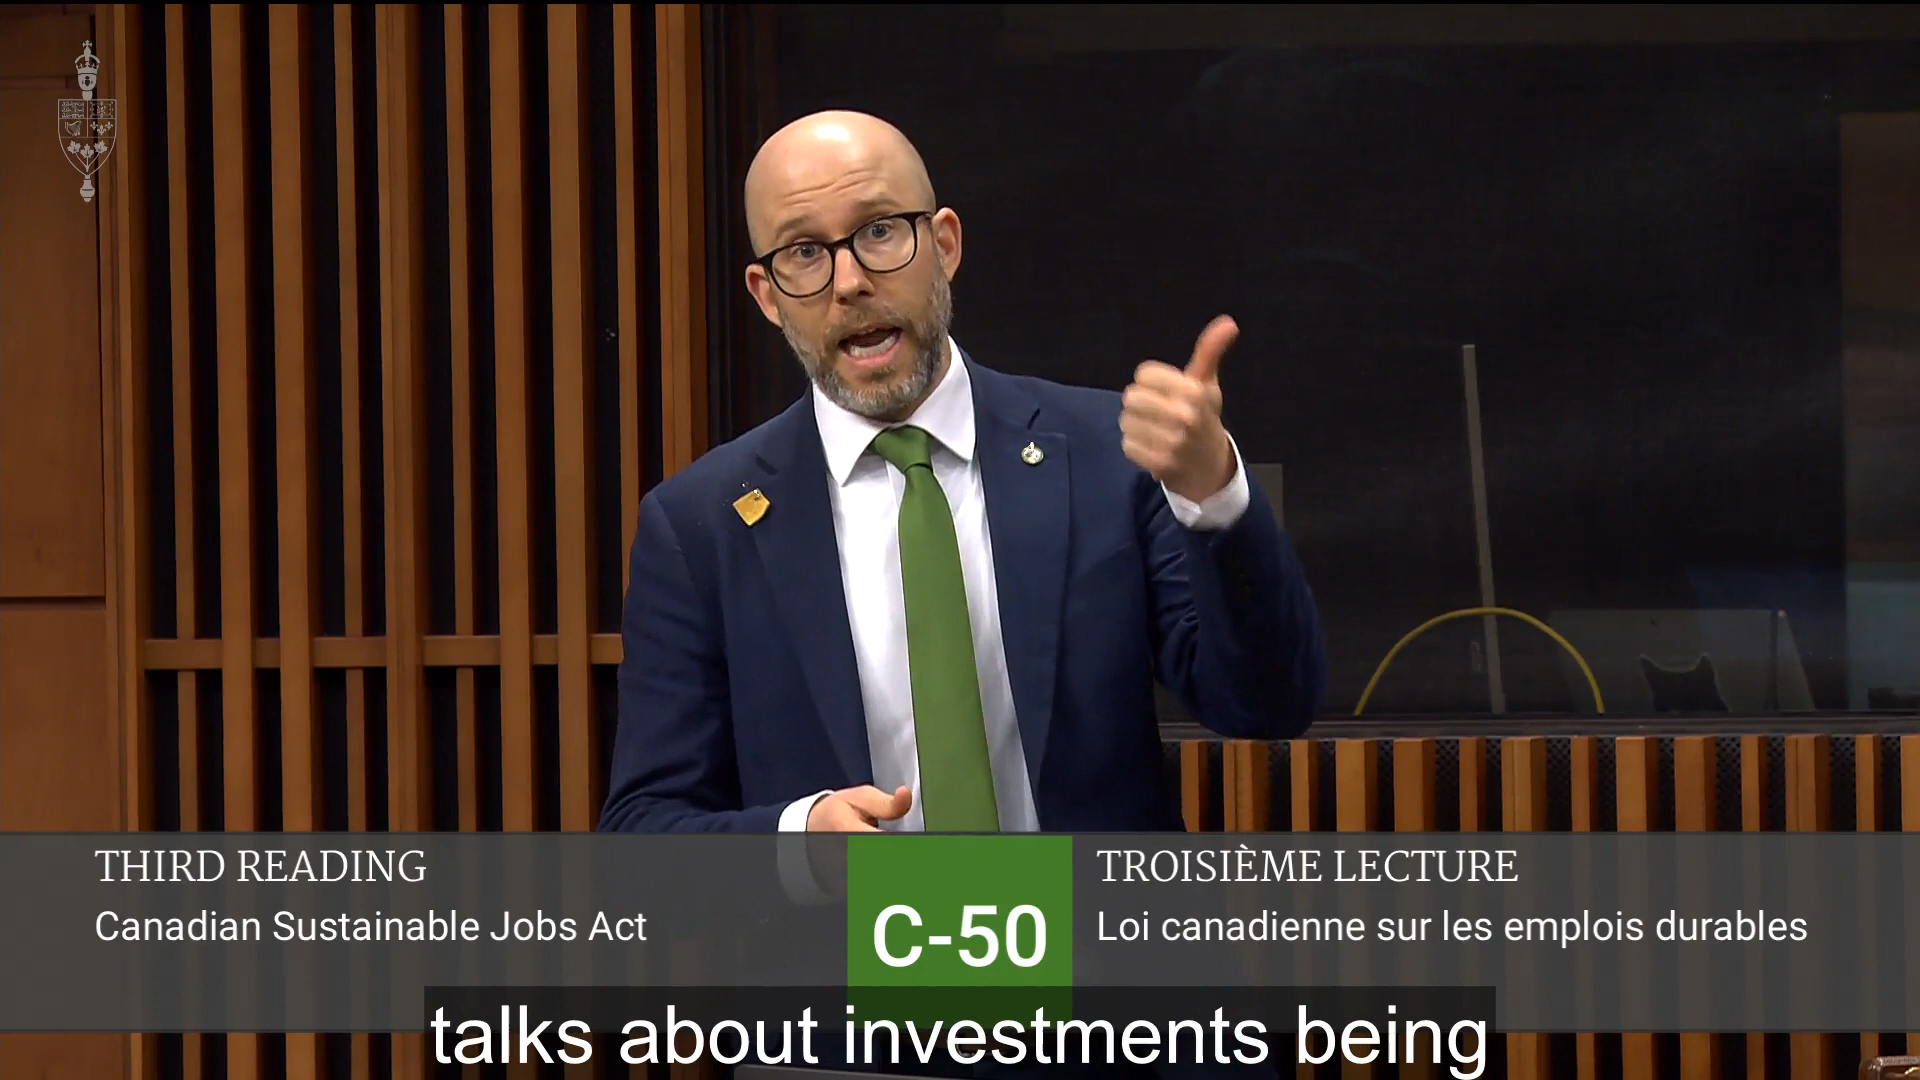 THIRD READING
Canadian Sustainable Jobs Act
C-50
TROISIÈME LECTURE
Loi canadienne sur les emplois durables
talks about investments being